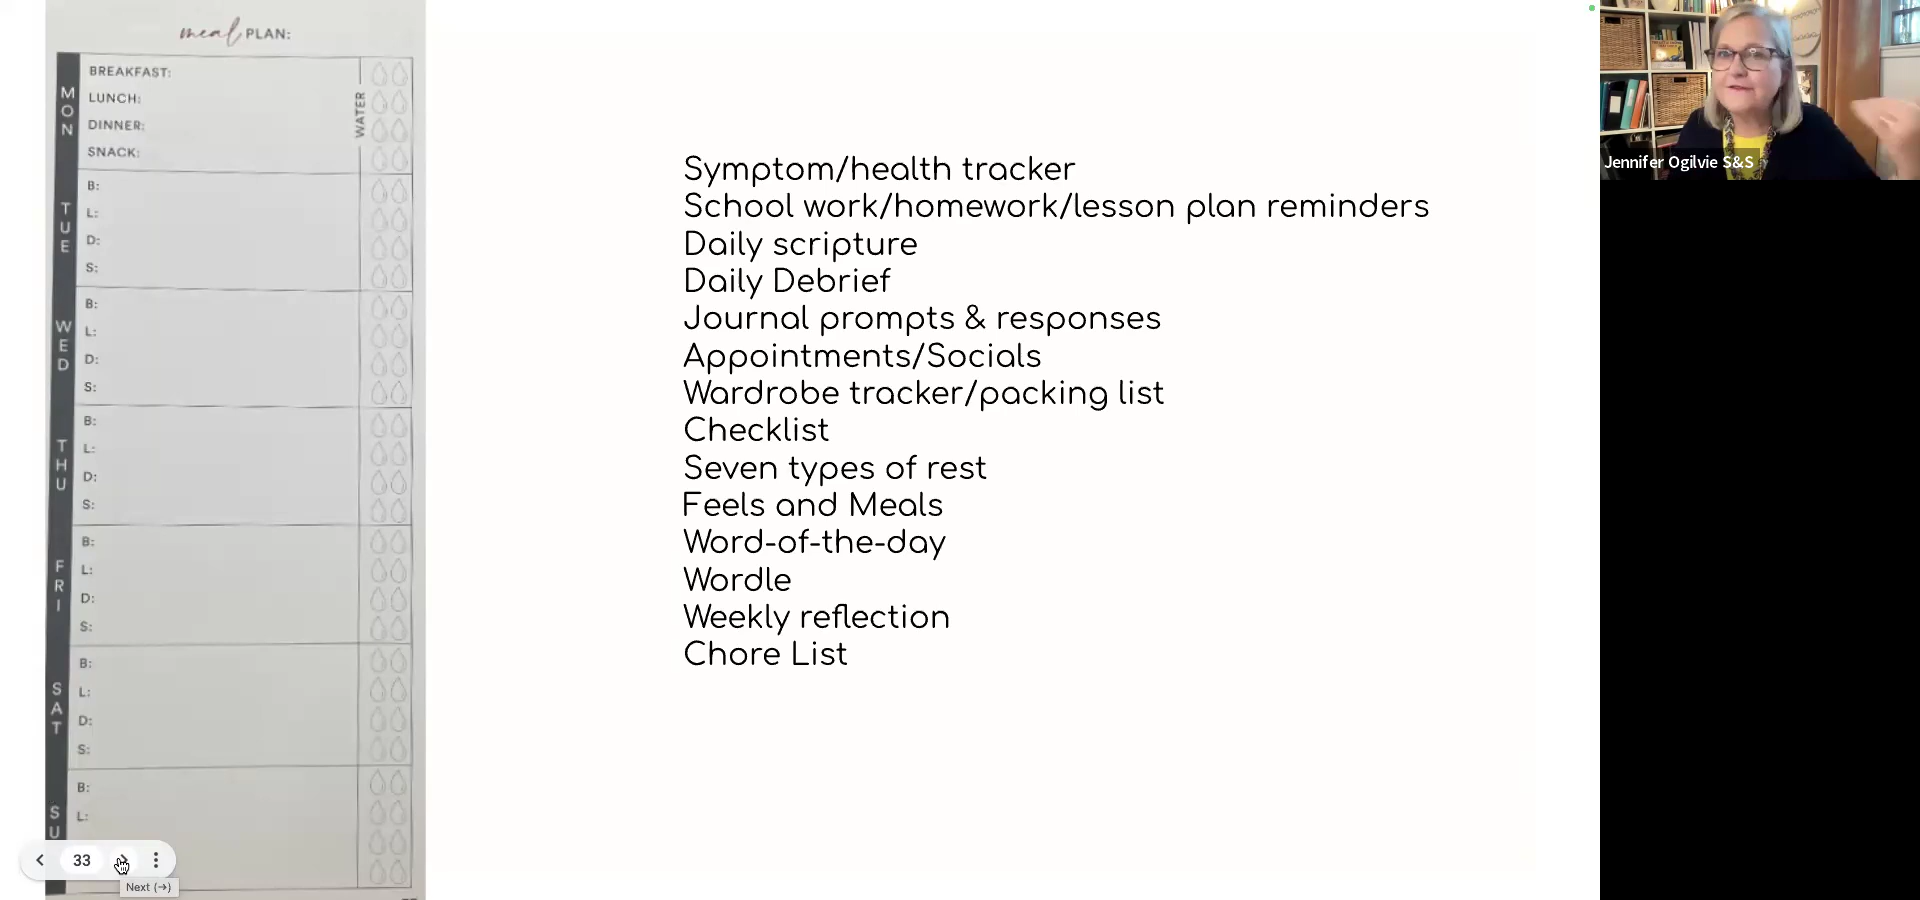 meal PLAN:
MON
BREAKFAST:
LUNCH:
DINNER:
SNACK:
WATER
TUE
B:
L:
D:
S:
WED
B:
L:
D:
S:
THU
B:
L:
D:
S:
FRI
B:
L:
D:
S:
SAT
B:
L:
D:
S:
SU
B:
L:
33
Next (→)
Symptom/health tracker
School work/homework/lesson plan reminders
Daily scripture
Daily Debrief
Journal prompts & responses
Appointments/Socials
Wardrobe tracker/packing list
Checklist
Seven types of rest
Feels and Meals
Word-of-the-day
Wordle
Weekly reflection
Chore List
Jennifer Ogilvie S&S